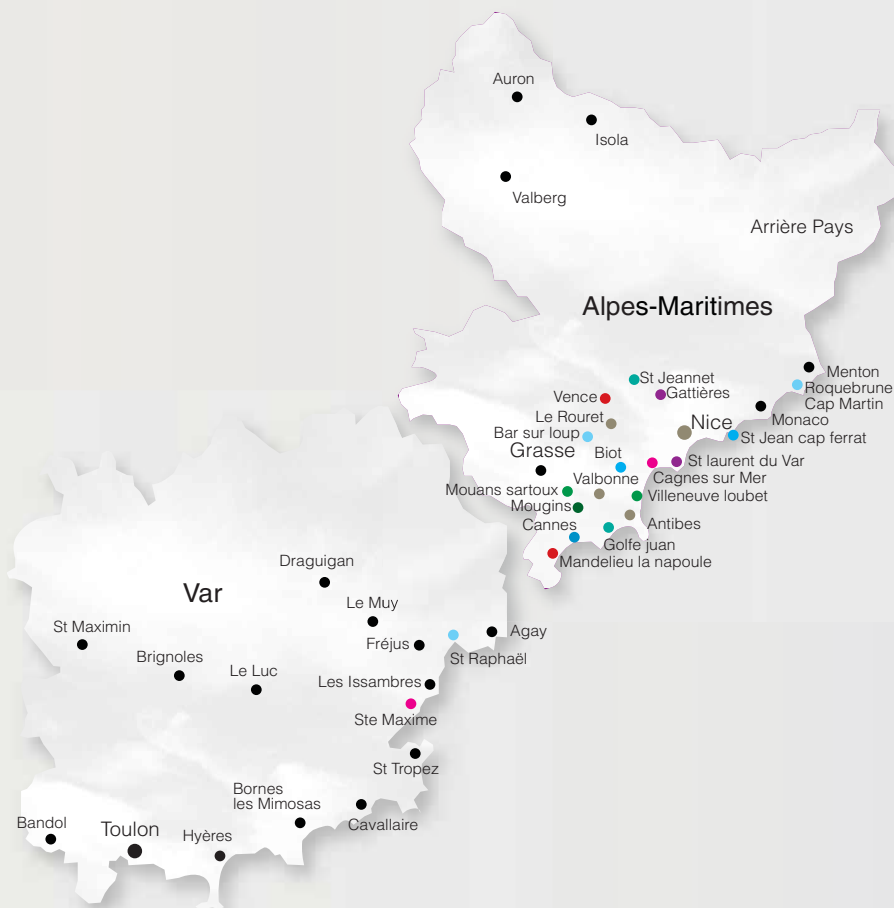 Auron
Isola
Valberg
Arrière Pays
Alpes-Maritimes
Menton
Roquebrune
Cap Martin
St Jeannet
Gattières
Vence
Monaco
Le Rouret
Nice
Bar sur loup
St Jean cap ferrat
Grasse
Biot
St laurent du Var
Cagnes sur Mer
Valbonne
Mouans sartoux
Villeneuve loubet
Mougins
Cannes
Antibes
Golfe juan
Mandelieu la napoule
Draguigan
Var
Le Muy
St Maximin
Agay
Fréjus
St Raphaël
Brignoles
Le Luc
Les Issambres
Ste Maxime
St Tropez
Bornes
les Mimosas
Cavallaire
Bandol
Toulon
Hyères